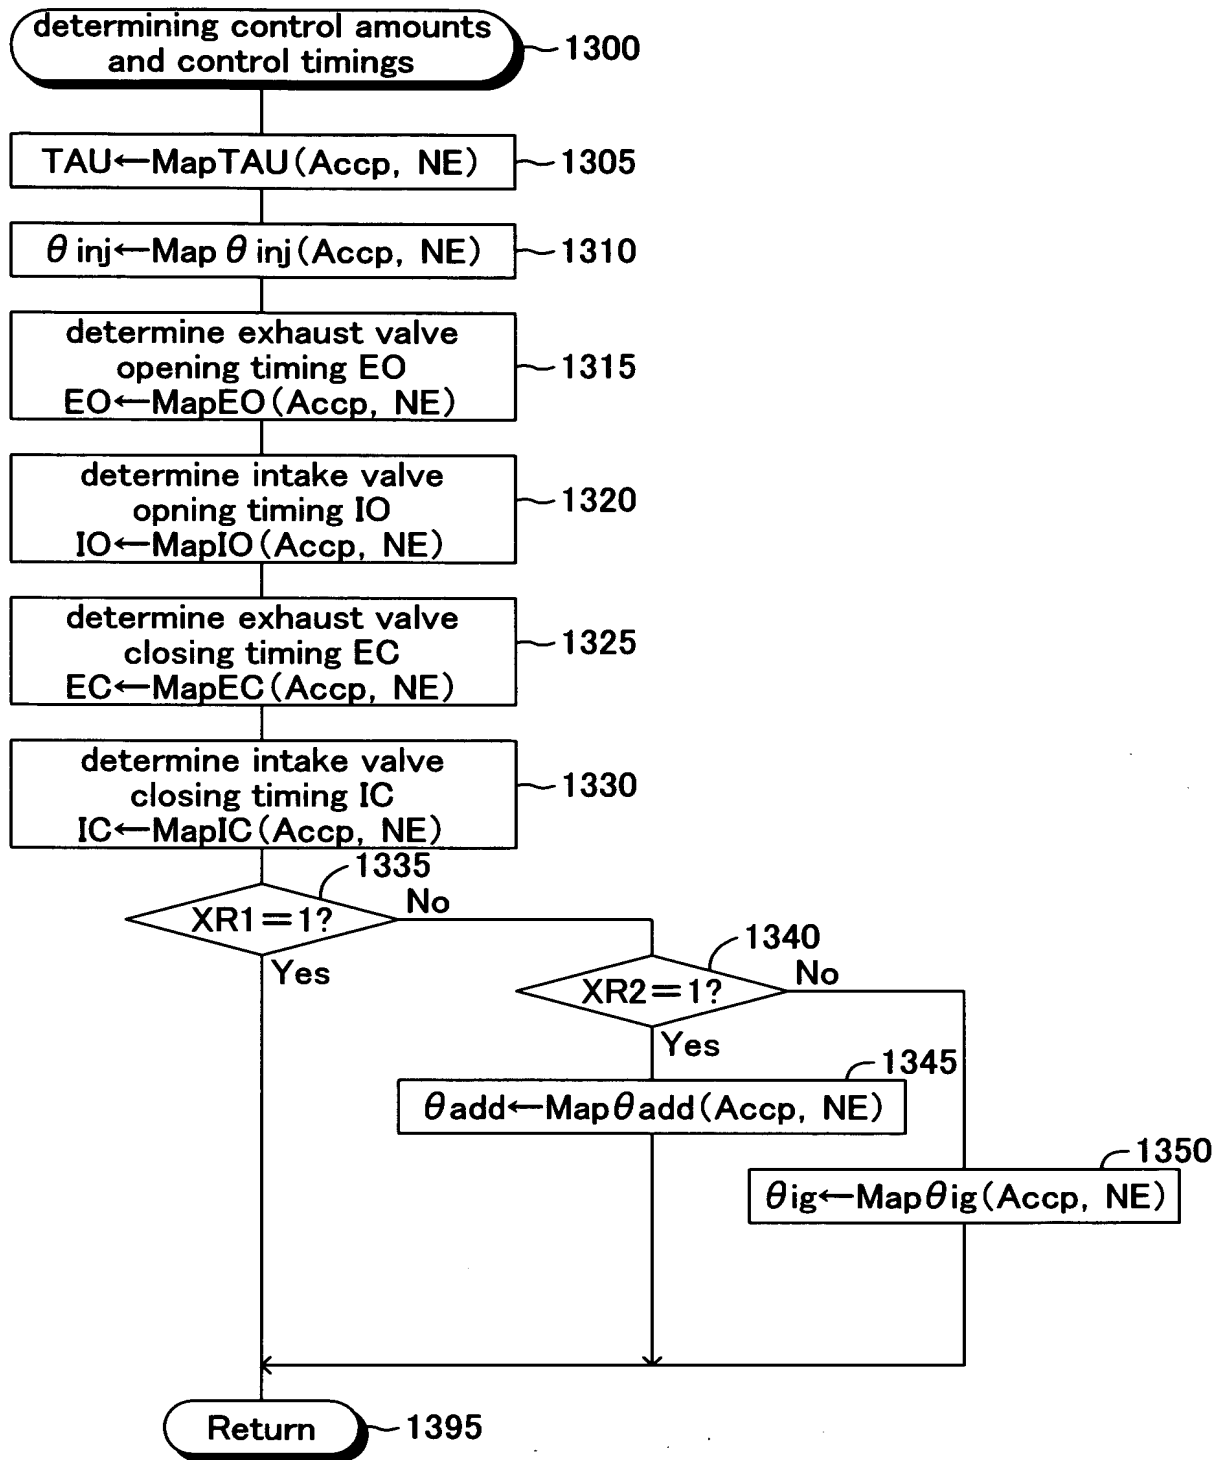 determining control amounts
and control timings
1300
TAU←MapTAU(Accp, NE)
1305
θinj←Mapθinj(Accp, NE)
1310
determine exhaust valve
opening timing EO
EO←MapEO(Accp, NE)
1315
determine intake valve
opning timing IO
IO←MapIO(Accp, NE)
1320
determine exhaust valve
closing timing EC
EC←MapEC(Accp, NE)
1325
determine intake valve
closing timing IC
IC←MapIC(Accp, NE)
1330
1335
XR1=1?
No
Yes
1340
XR2=1?
No
Yes
1345
θadd←Mapθadd(Accp, NE)
1350
θig←Mapθig(Accp, NE)
Return
1395